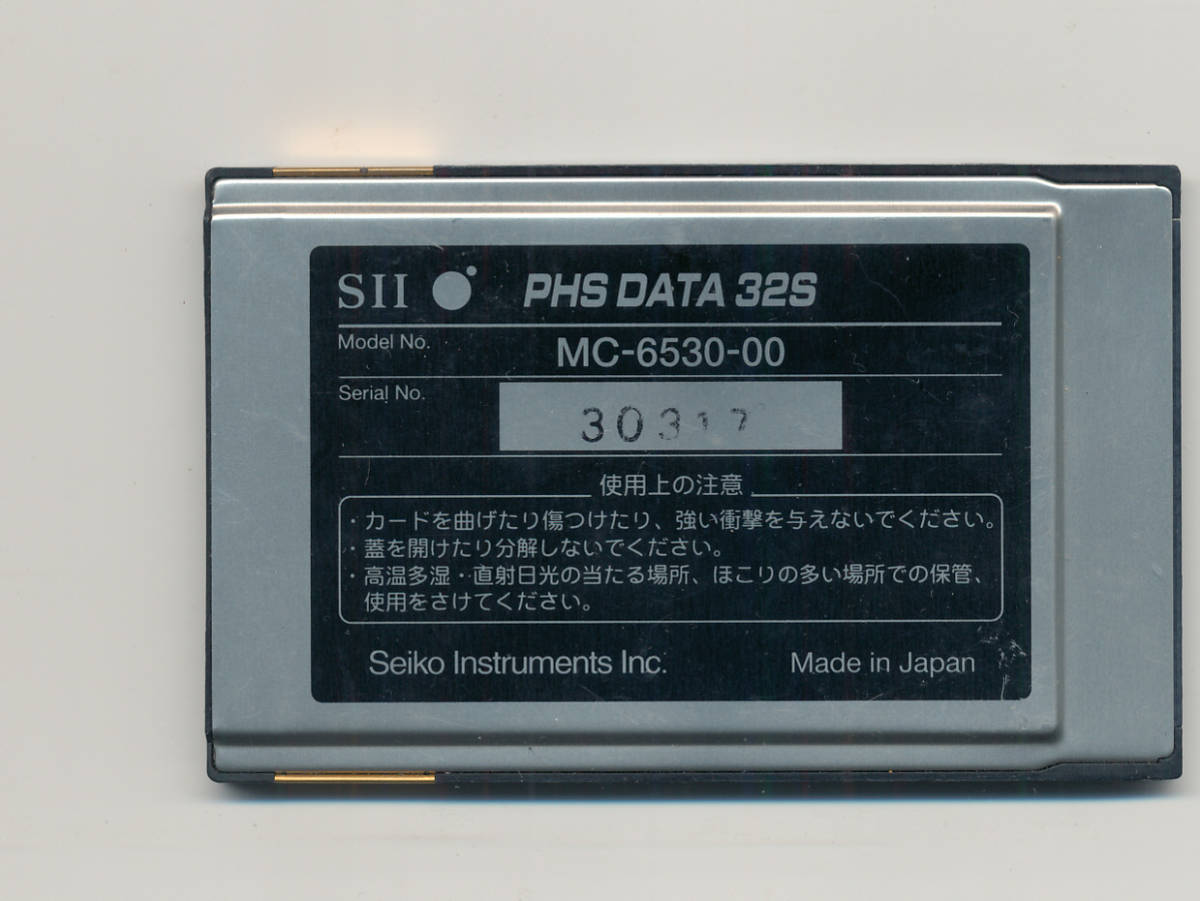 SII PHS DATA 32S
Model No. MC-6530-00
Serial No. 30317
使用上の注意
・カードを曲げたり傷つけたり、強い衝撃を与えないでください。
・蓋を開けたり分解しないでください。
・高温多湿・直射日光の当たる場所、ほこりの多い場所での保管、
使用をさけてください。
Seiko Instruments Inc. Made in Japan